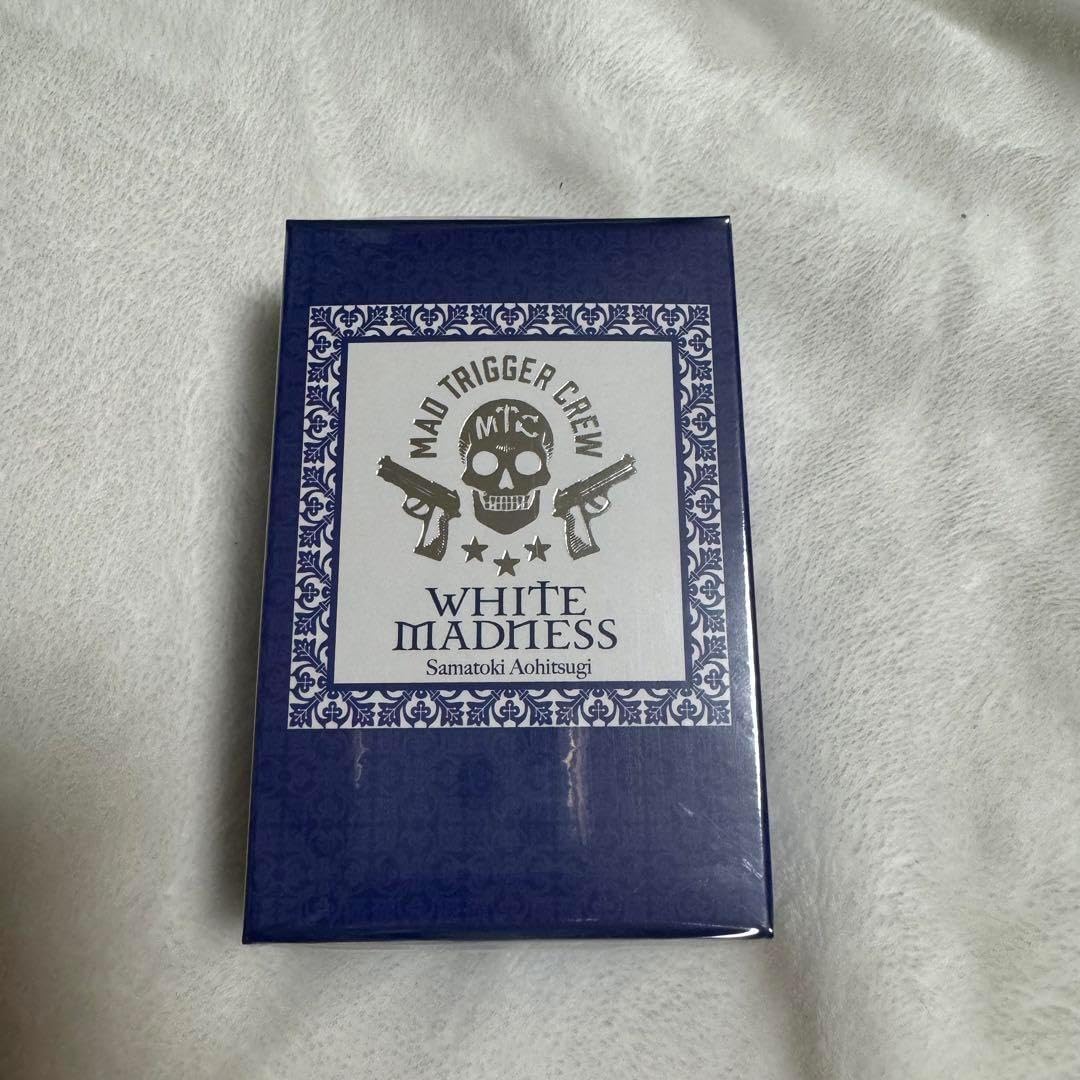 MAD TRIGGER CREW
MTC
WHITE
MADNESS
Samatoki Aohitsugi